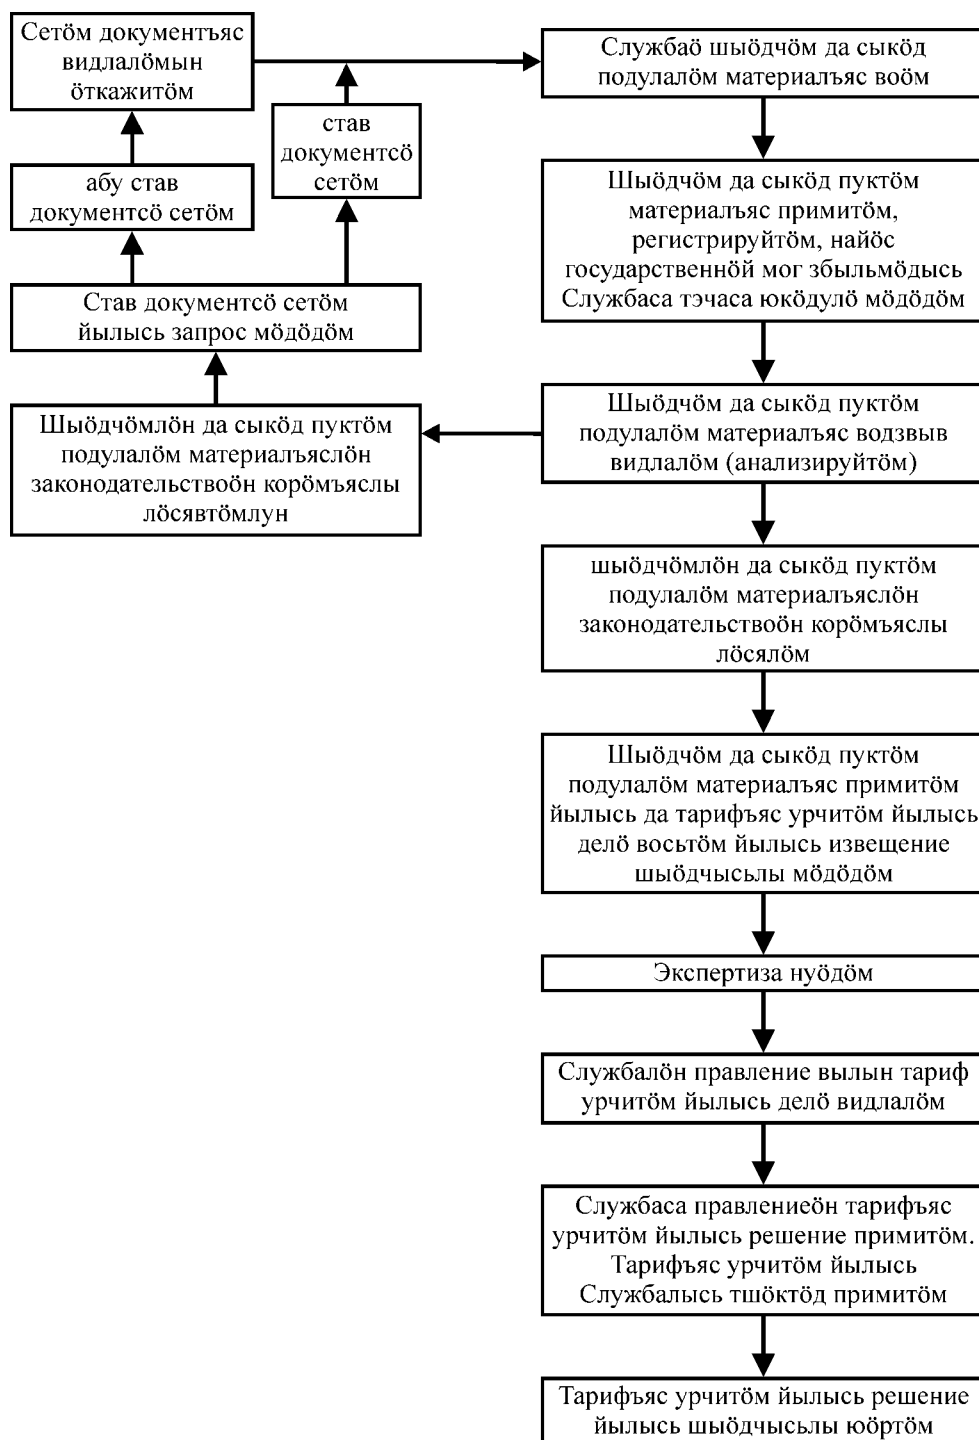 Сетӧм документъяс
видлалӧмын
ӧткажитӧм
став
документсӧ
сетӧм
абу став
документсӧ сетӧм
Став документсӧ сетӧм
йылысь запрос мӧдӧдӧм
Шыӧдчӧмлӧн да сыкӧд пуктӧм
подулалӧм материалъяслӧн
законодательствоӧн корӧмъяслы
лӧсявтӧмлун
Службаӧ шыӧдчӧм да сыкӧд
подулалӧм материалъяс воӧм
Шыӧдчӧм да сыкӧд пуктӧм
материалъяс примитӧм,
регистрируйтӧм, найӧс
государственнӧй мог збыльмӧдысь
Службаса тэчаса юкӧдулӧ мӧдӧдӧм
Шыӧдчӧм да сыкӧд пуктӧм
подулалӧм материалъяс водзвыв
видлалӧм (анализируйтӧм)
шыӧдчӧмлӧн да сыкӧд пуктӧм
подулалӧм материалъяслӧн
законодательствоӧн корӧмъяслы
лӧсялӧм
Шыӧдчӧм да сыкӧд пуктӧм
подулалӧм материалъяс примитӧм
йылысь да тарифъяс урчитӧм йылысь
делӧ восьтӧм йылысь извещение
шыӧдчысьлы мӧдӧдӧм
Экспертиза нуӧдӧм
Службалӧн правление вылын тариф
урчитӧм йылысь делӧ видлалӧм
Службаса правлениеӧн тарифъяс
урчитӧм йылысь решение примитӧм.
Тарифъяс урчитӧм йылысь
Службалысь тшӧктӧд примитӧм
Тарифъяс урчитӧм йылысь решение
йылысь шыӧдчысьлы юӧртӧм